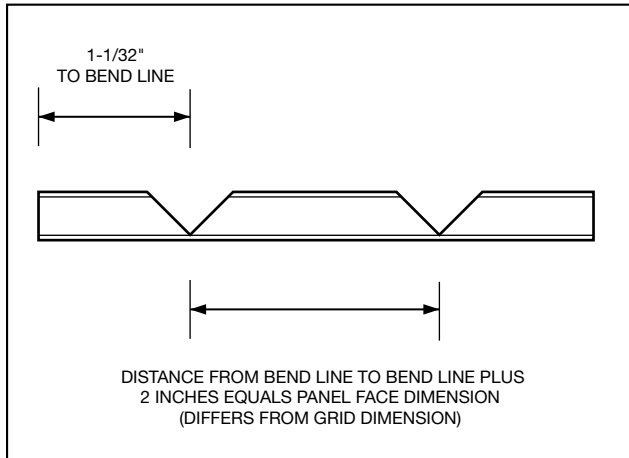 1-1/32"
TO BEND LINE
DISTANCE FROM BEND LINE TO BEND LINE PLUS
2 INCHES EQUALS PANEL FACE DIMENSION
(DIFFERS FROM GRID DIMENSION)